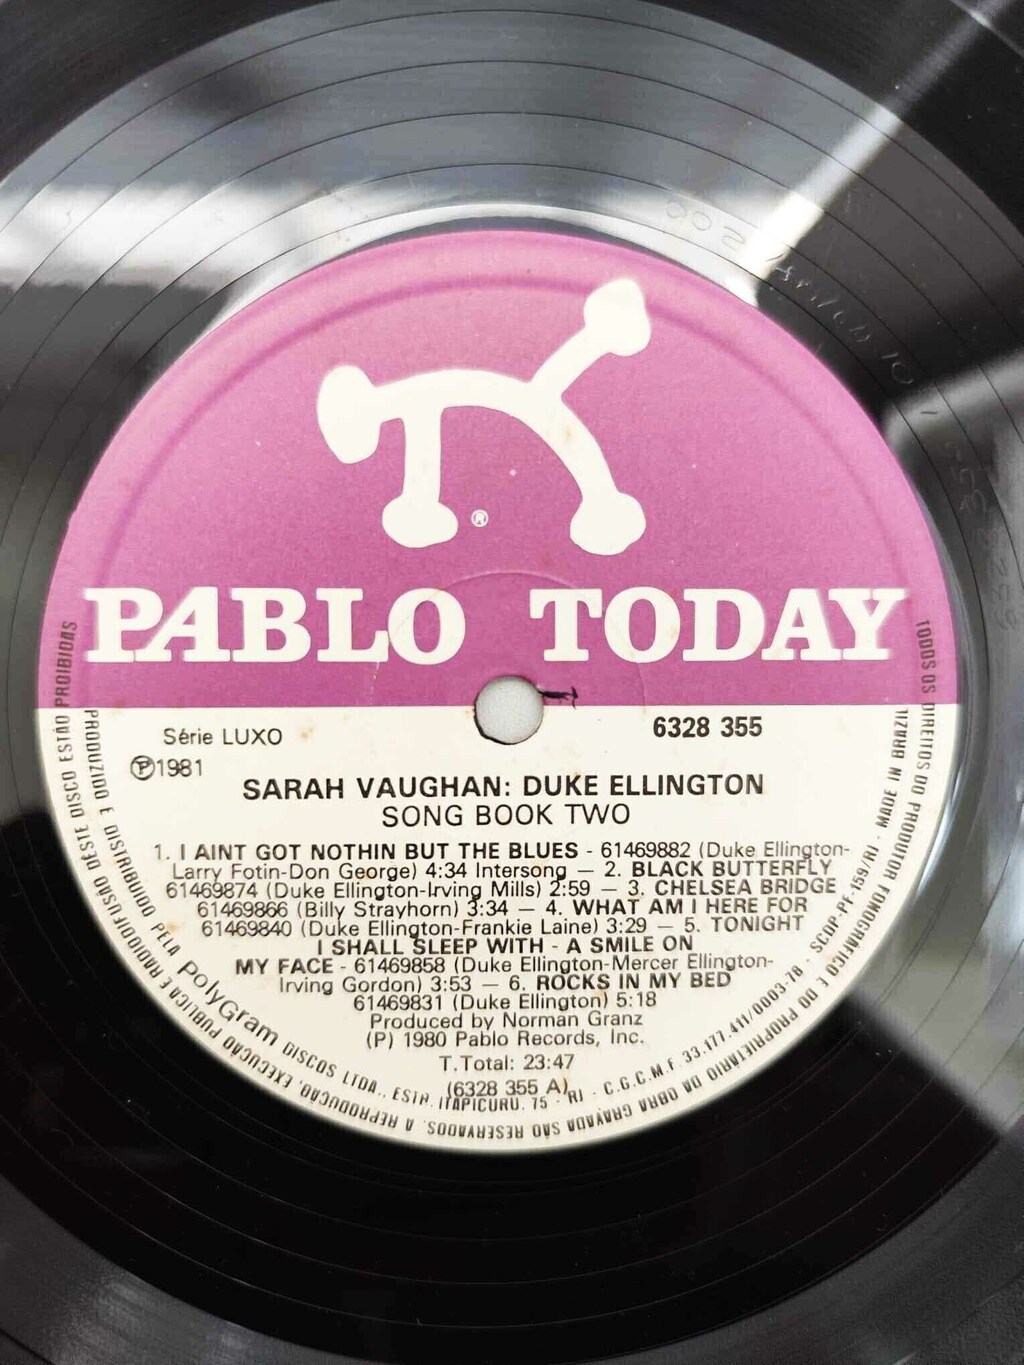 ®
PABLO TODAY
Série LUXO
6328 355
Ⓟ1981
SARAH VAUGHAN: DUKE ELLINGTON
SONG BOOK TWO
1. I AINT GOT NOTHIN BUT THE BLUES - 61469882 (Duke Ellington-
Larry Fotin-Don George) 4:34 Intersong — 2. BLACK BUTTERFLY
61469874 (Duke Ellington-Irving Mills) 2:59 — 3. CHELSEA BRIDGE
61469866 (Billy Strayhorn) 3:34 — 4. WHAT AM I HERE FOR
61469840 (Duke Ellington-Frankie Laine) 3:29 — 5. TONIGHT
I SHALL SLEEP WITH - A SMILE ON
MY FACE - 61469858 (Duke Ellington-Mercer Ellington-
Irving Gordon) 3:53 — 6. ROCKS IN MY BED
61469831 (Duke Ellington) 5:18
Produced by Norman Granz
(P) 1980 Pablo Records, Inc.
T.Total: 23:47
(6328 355 A)
PRODUZIDO E DISTRIBUIDO PELA PolyGram DISCOS LTDA., ESTR. ITAPICURU, 75 - RJ - C.G.C.M.F. 33.177.411/0003-78 - SCDP-PF-159/RJ - MADE IN BRAZIL
TODOS OS DIREITOS DO PRODUTOR FONOGRAFICO E DO PROPRIETARIO DA OBRA GRAVADA SÃO RESERVADOS. A REPRODUÇÃO, EXECUÇÃO PUBLICA E RADIODIFUSÃO DESTE DISCO ESTÃO PROIBIDAS